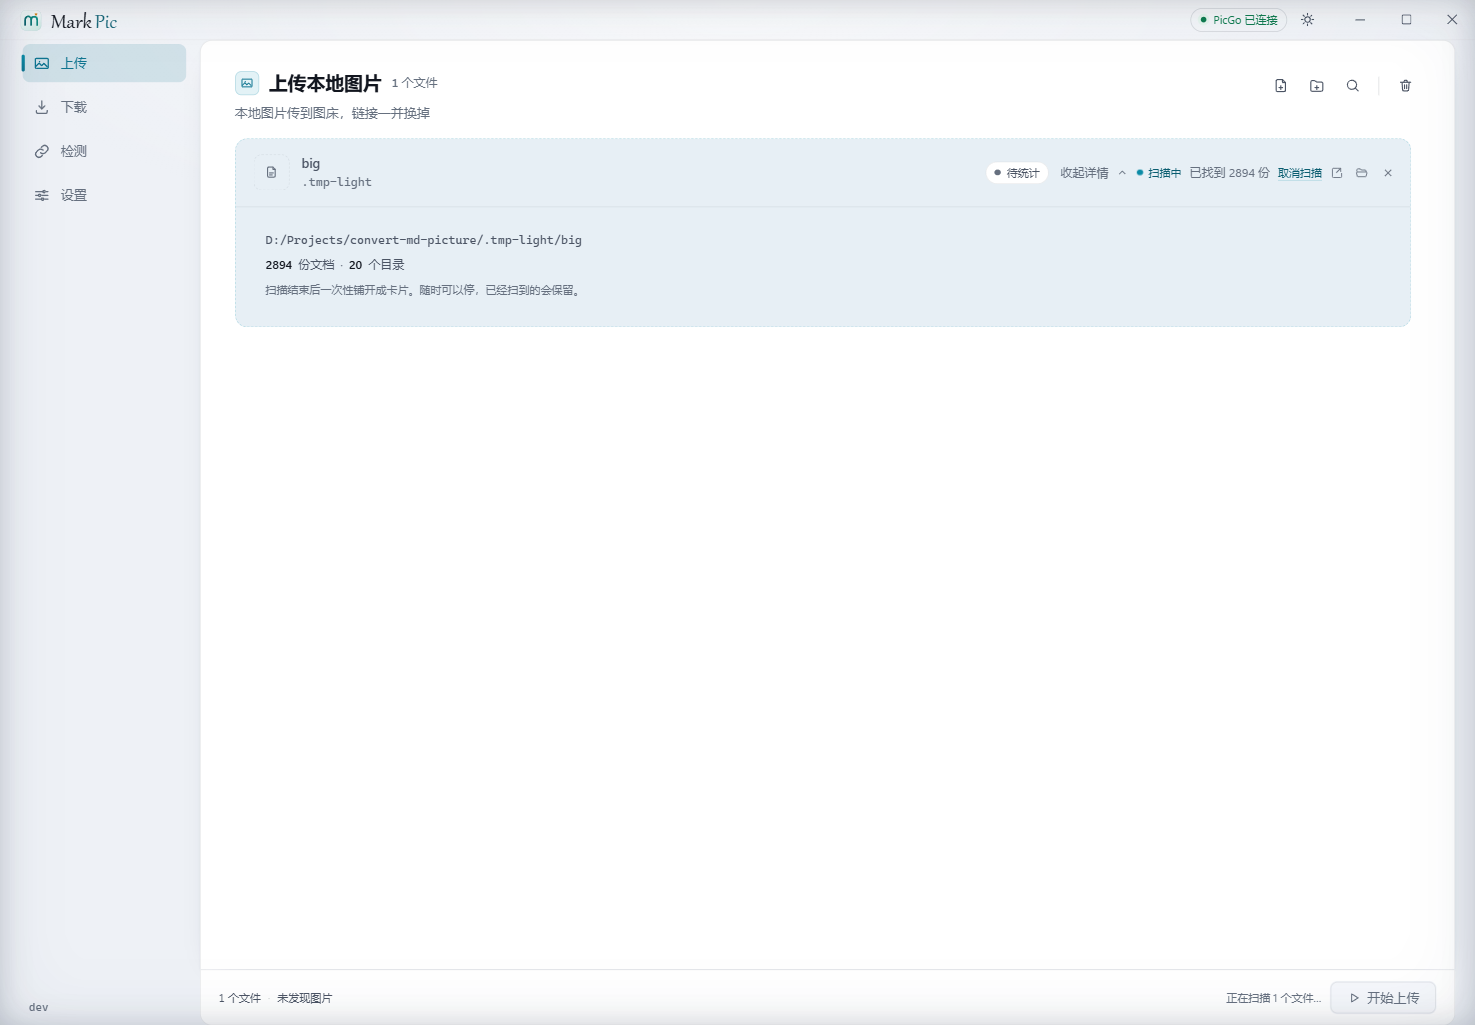 Mark Pic
PicGo 已连接
上传
下载
检测
设置
上传本地图片 1 个文件
本地图片传到图床，链接一并换掉
big
.tmp-light
待统计 收起详情 扫描中 已找到 2894 份 取消扫描
D:/Projects/convert-md-picture/.tmp-light/big
2894 份文档 · 20 个目录
扫描结束后一次性铺开成卡片。随时可以停，已经扫到的会保留。
dev
1 个文件 · 未发现图片
正在扫描 1 个文件... 开始上传